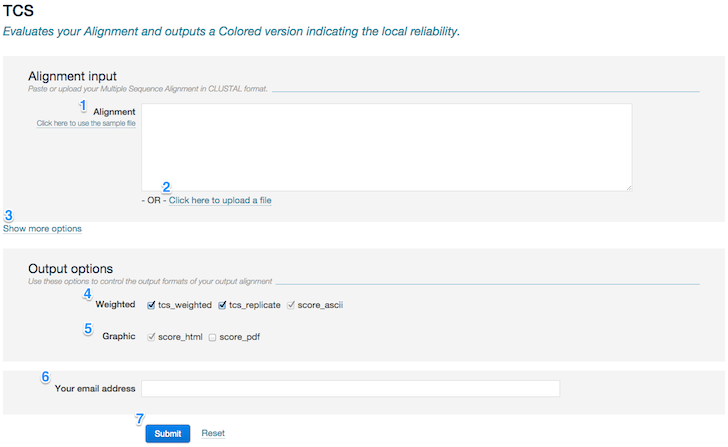 TCS
Evaluates your Alignment and outputs a Colored version indicating the local reliability.
Alignment input
Paste or upload your Multiple Sequence Alignment in CLUSTAL format.
1 Alignment
Click here to use the sample file
2
- OR - Click here to upload a file
3
Show more options
Output options
Use these options to control the output formats of your output alignment
4 Weighted tcs_weighted tcs_replicate score_ascii
5 Graphic score_html score_pdf
6 Your email address
7 Submit Reset